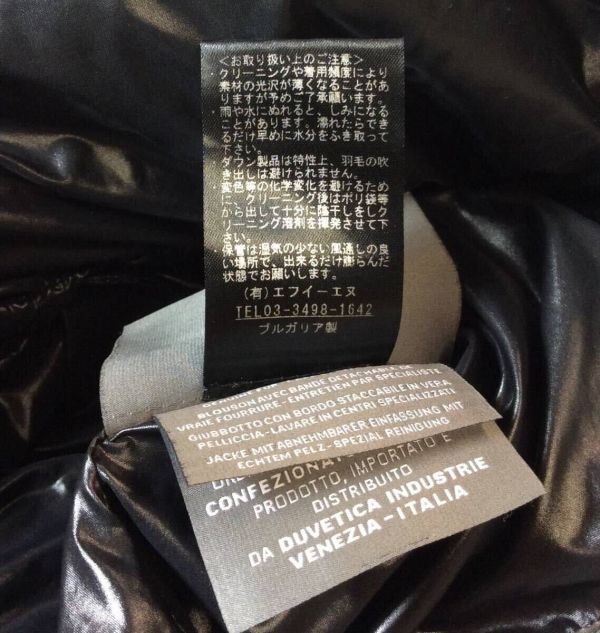 <お取り扱い上のご注意>
クリーニングや着用頻度により
素材の光沢が薄くなることがあ
りますが予めご了承願います。
雨や水にぬれると、しみになる
ことがあります。濡れたらでき
るだけ早めに水分をふき取って
下さい。
ダウン製品は特性上、羽毛の吹
き出しは避けられません。
変色等の化学変化を避けるため
に、クリーニング後はポリ袋等
から出して十分に陰干しをしク
リーニング溶剤を揮発させて下
さい。
保管は湿気の少ない風通しの良
い場所で、出来るだけ膨らんだ
状態でお願いします。
(有)エフイーエヌ
TEL03-3498-1642
ブルガリア製
BLOUSON AVEC BANDE DETACHABLE
VRAIE FOURRURE - ENTRETIEN PAR SPECIALISTE
GIUBBOTTO CON BORDO STACCABILE IN VERA
PELLICCIA - LAVARE IN CENTRI SPECIALIZZATI
JACKE MIT ABNEHMBARER EINFASSUNG MIT
ECHTEM PELZ - SPEZIAL REINIGUNG
CONFEZIONAT
PRODOTTO, IMPORTATO E
DISTRIBUITO
DA DUVETICA INDUSTRIE
VENEZIA - ITALIA